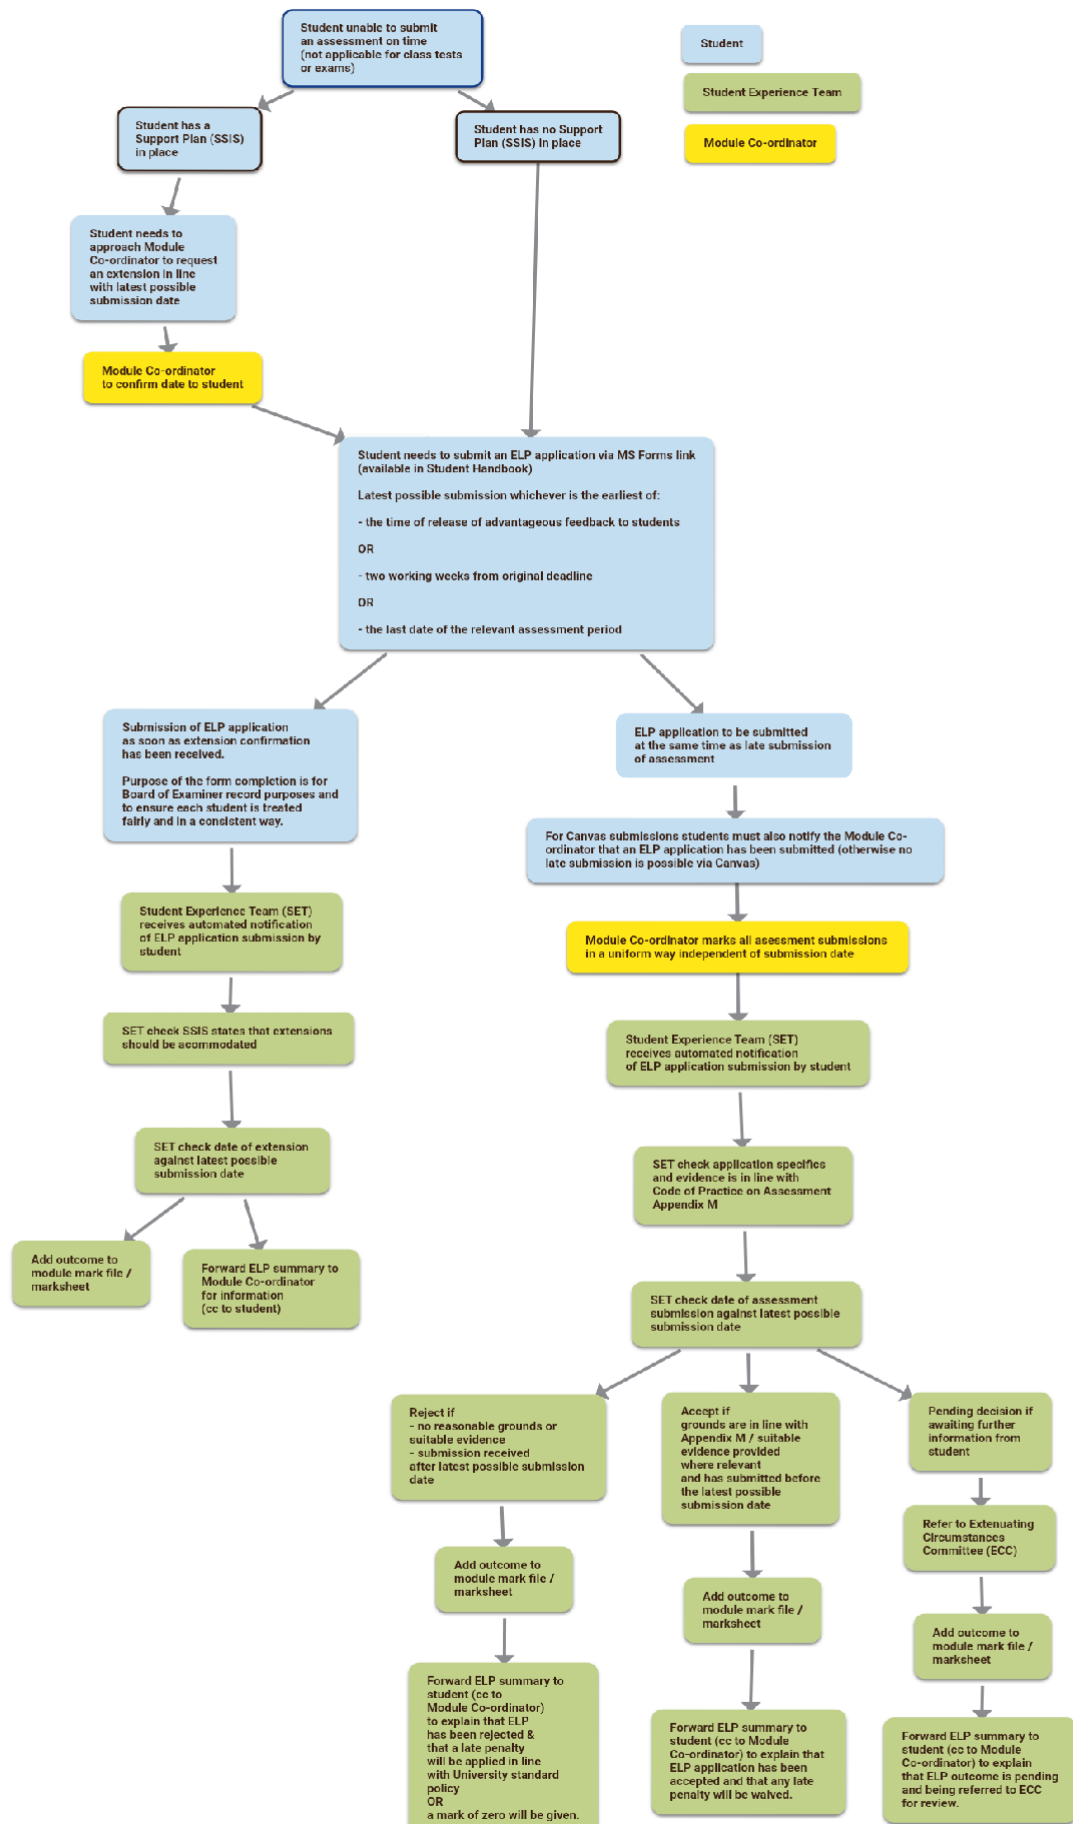 Student unable to submit
an assessment on time
(not applicable for class tests
or exams)
Student
Student Experience Team
Module Co-ordinator
Student has a
Support Plan (SSIS)
in place
Student has no Support
Plan (SSIS) in place
Student needs to
approach Module
Co-ordinator to request
an extension in line
with latest possible
submission date
Module Co-ordinator
to confirm date to student
Student needs to submit an ELP application via MS Forms link
(available in Student Handbook)
Latest possible submission whichever is the earliest of:
- the time of release of advantageous feedback to students
OR
- two working weeks from original deadline
OR
- the last date of the relevant assessment period
Submission of ELP application
as soon as extension confirmation
has been received.
Purpose of the form completion is for
Board of Examiner record purposes and
to ensure each student is treated
fairly and in a consistent way.
Student Experience Team (SET)
receives automated notification
of ELP application submission by
student
SET check SSIS states that extensions
should be acommodated
SET check date of extension
against latest possible
submission date
Add outcome to
module mark file /
marksheet
Forward ELP summary to
Module Co-ordinator
for information
(cc to student)
ELP application to be submitted
at the same time as late submission
of assessment
For Canvas submissions students must also notify the Module Co-
ordinator that an ELP application has been submitted (otherwise no
late submission is possible via Canvas)
Module Co-ordinator marks all asessment submissions
in a uniform way independent of submission date
Student Experience Team (SET)
receives automated notification
of ELP application submission by student
SET check application specifics
and evidence is in line with
Code of Practice on Assessment
Appendix M
SET check date of assessment
submission against latest possible
submission date
Reject if
- no reasonable grounds or
suitable evidence
- submission received
after latest possible submission
date
Add outcome to
module mark file /
marksheet
Forward ELP summary to
student (cc to
Module Co-ordinator)
to explain that ELP
has been rejected &
that a late penalty
will be applied in line
with University standard
policy
OR
a mark of zero will be given.
Accept if
grounds are in line with
Appendix M / suitable
evidence provided
where relevant
and has submitted before
the latest possible
submission date
Add outcome to
module mark file /
marksheet
Forward ELP summary to
student (cc to Module
Co-ordinator) to explain that
ELP application has been
accepted and that any late
penalty will be waived.
Pending decision if
awaiting further
information from
student
Refer to Extenuating
Circumstances
Committee (ECC)
Add outcome to
module mark file /
marksheet
Forward ELP summary to
student (cc to Module
Co-ordinator) to explain
that ELP outcome is pending
and being referred to ECC
for review.